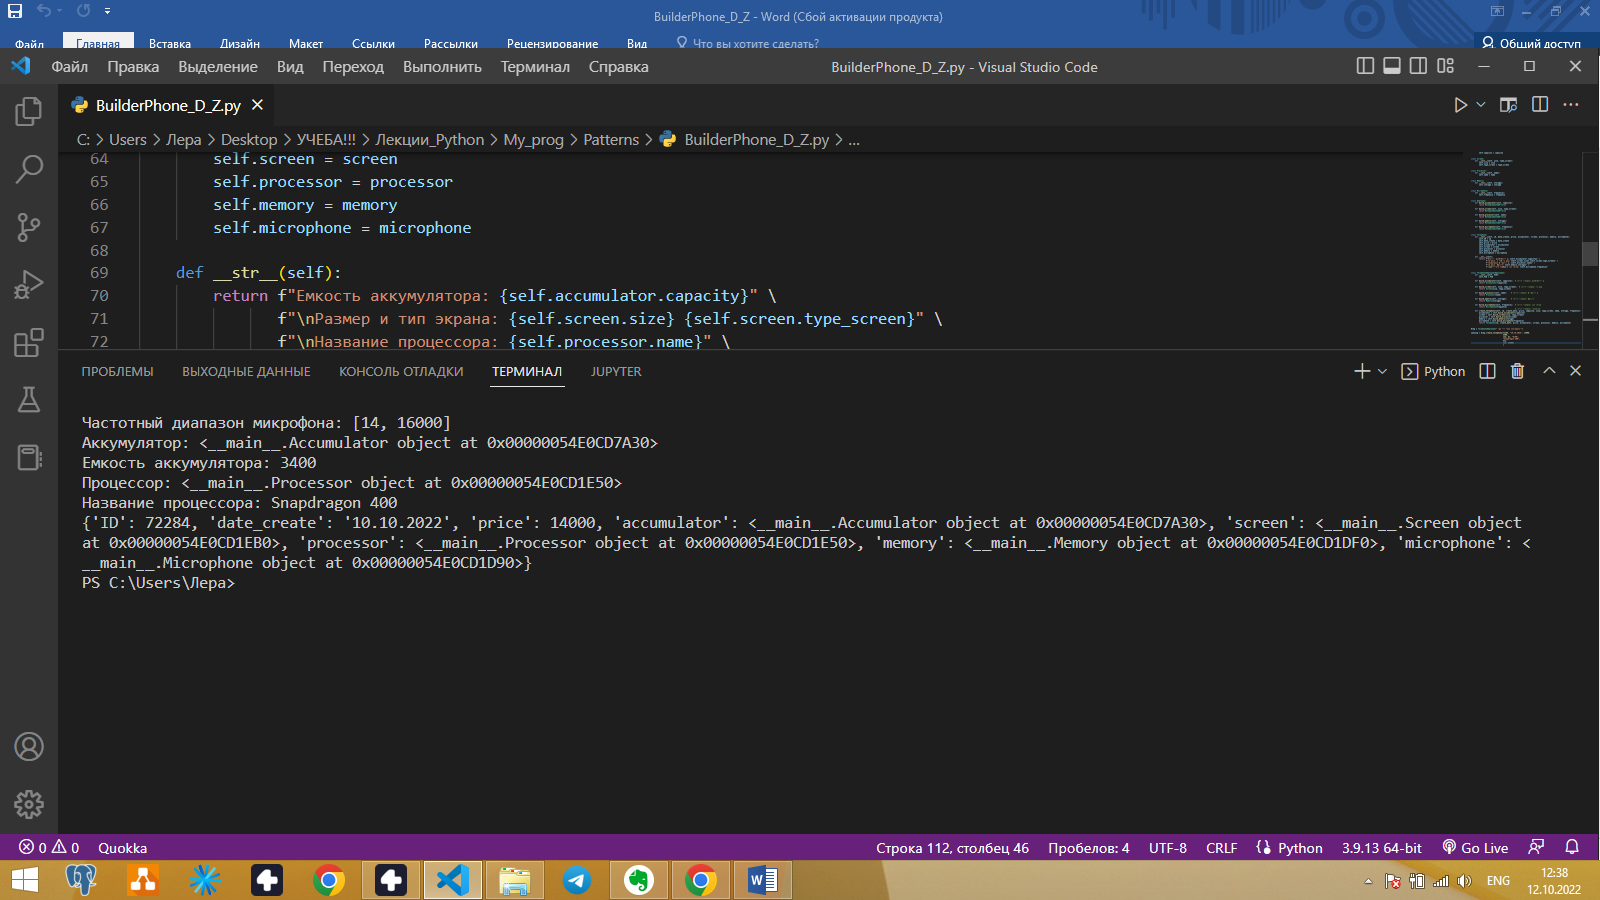 BuilderPhone_D_Z - Word (Сбой активации продукта)
Файл Главная Вставка Дизайн Макет Ссылки Рассылки Рецензирование Вид Что вы хотите сделать? Общий доступ
Файл Правка Выделение Вид Переход Выполнить Терминал Справка BuilderPhone_D_Z.py - Visual Studio Code
BuilderPhone_D_Z.py
C: > Users > Лера > Desktop > УЧЕБА!!! > Лекции_Python > My_prog > Patterns > BuilderPhone_D_Z.py > ...
64 self.screen = screen
65 self.processor = processor
66 self.memory = memory
67 self.microphone = microphone
68
69 def __str__(self):
70 return f"Емкость аккумулятора: {self.accumulator.capacity}" \
71 f"\nРазмер и тип экрана: {self.screen.size} {self.screen.type_screen}" \
72 f"\nНазвание процессора: {self.processor.name}" \
ПРОБЛЕМЫ ВЫХОДНЫЕ ДАННЫЕ КОНСОЛЬ ОТЛАДКИ ТЕРМИНАЛ JUPYTER Python
Частотный диапазон микрофона: [14, 16000]
Аккумулятор: <__main__.Accumulator object at 0x00000054E0CD7A30>
Емкость аккумулятора: 3400
Процессор: <__main__.Processor object at 0x00000054E0CD1E50>
Название процессора: Snapdragon 400
{'ID': 72284, 'date_create': '10.10.2022', 'price': 14000, 'accumulator': <__main__.Accumulator object at 0x00000054E0CD7A30>, 'screen': <__main__.Screen object
at 0x00000054E0CD1EB0>, 'processor': <__main__.Processor object at 0x00000054E0CD1E50>, 'memory': <__main__.Memory object at 0x00000054E0CD1DF0>, 'microphone': <
__main__.Microphone object at 0x00000054E0CD1D90>}
PS C:\Users\Лера>
0 0 Quokka Строка 112, столбец 46 Пробелов: 4 UTF-8 CRLF Python 3.9.13 64-bit Go Live
ENG 12:38
12.10.2022